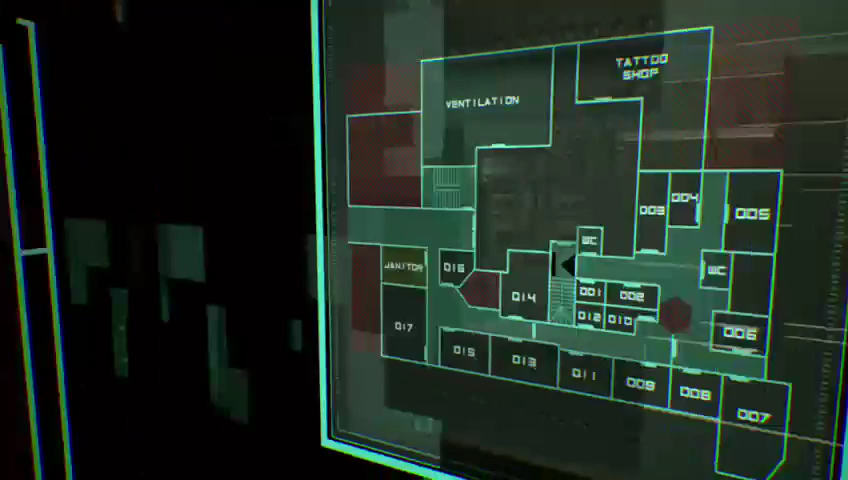 TATTOO
SHOP
VENTILATION
003
004
005
WC
WC
JANITOR
016
014
001
002
012
010
006
017
015
013
011
009
008
007